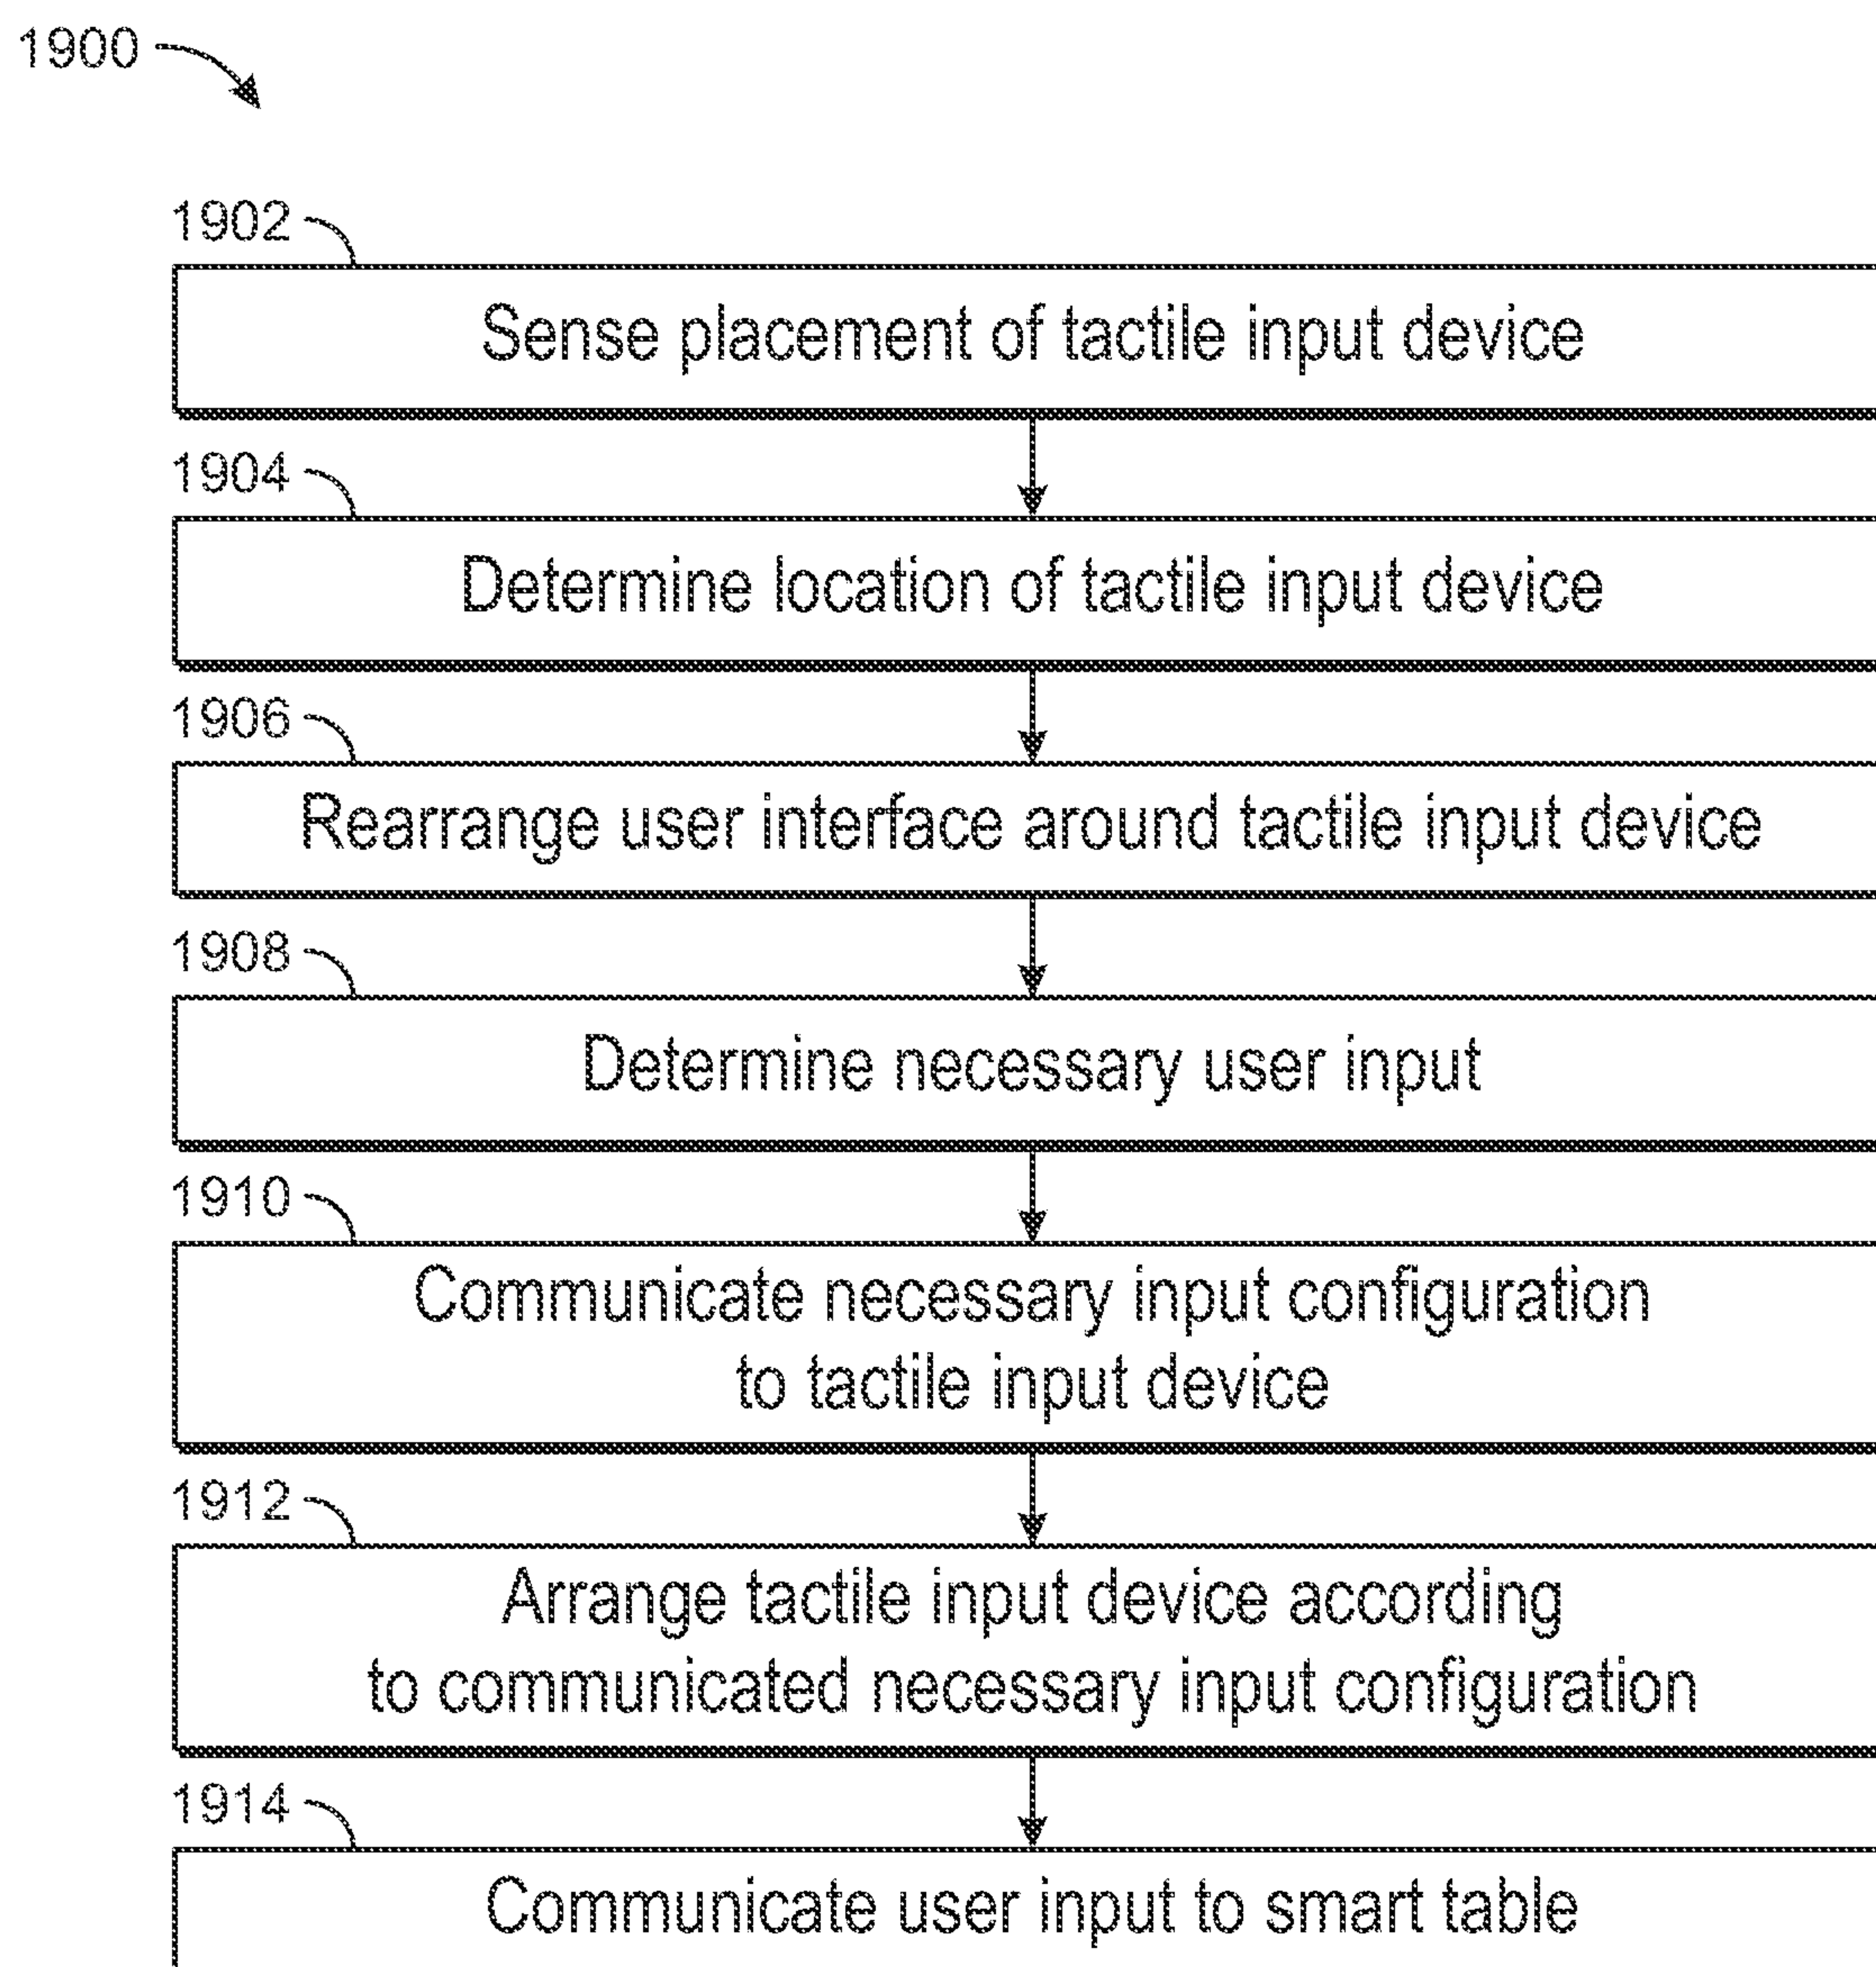 1900
1902
Sense placement of tactile input device
1904
Determine location of tactile input device
1906
Rearrange user interface around tactile input device
1908
Determine necessary user input
1910
Communicate necessary input configuration
to tactile input device
1912
Arrange tactile input device according
to communicated necessary input configuration
1914
Communicate user input to smart table